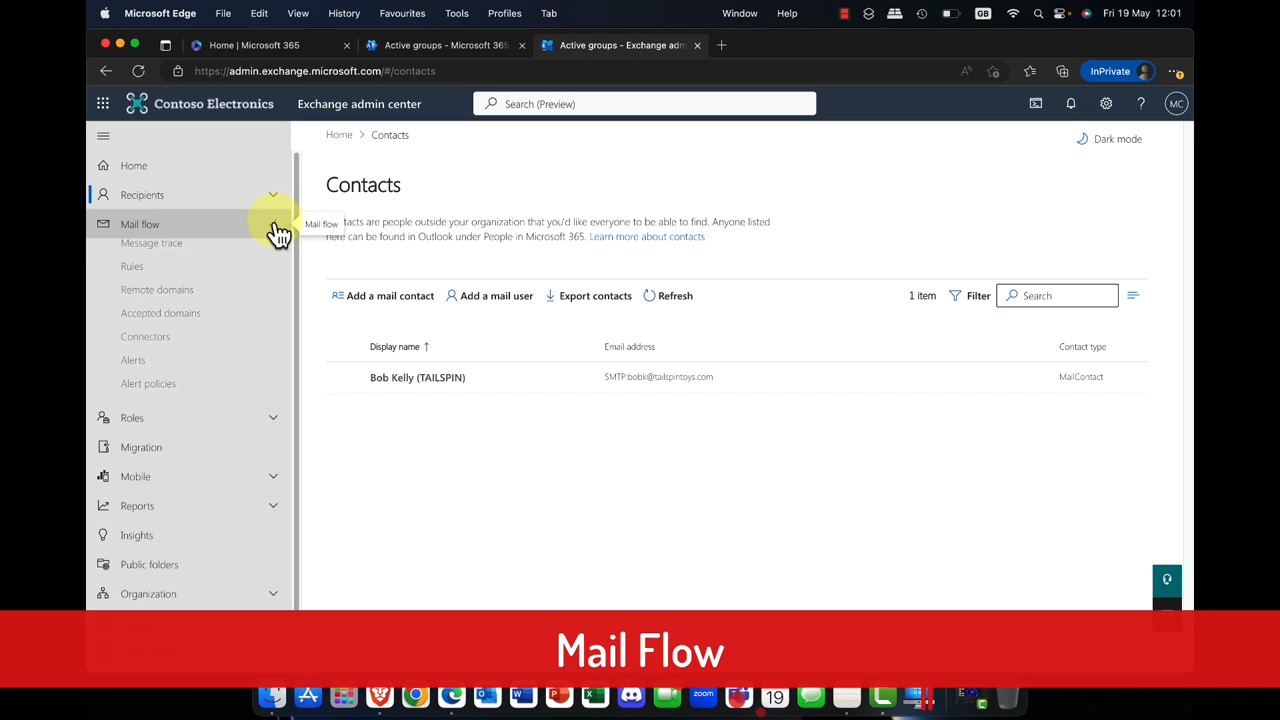 Microsoft Edge File Edit View History Favourites Tools Profiles Tab Window Help GB Fri 19 May 12:01
Home | Microsoft 365
Active groups - Microsoft 365
Active groups - Exchange adm
https://admin.exchange.microsoft.com/#/contacts
InPrivate
Contoso Electronics
Exchange admin center
Search (Preview)
MC
Home > Contacts
Dark mode
Home
Recipients
Mail flow
Message trace
Rules
Remote domains
Accepted domains
Connectors
Alerts
Alert policies
Roles
Migration
Mobile
Reports
Insights
Public folders
Organization
Mail flow
Contacts
tacts are people outside your organization that you'd like everyone to be able to find. Anyone listed
here can be found in Outlook under People in Microsoft 365. Learn more about contacts
Add a mail contact Add a mail user Export contacts Refresh 1 item Filter Search
Display name ↑ Email address Contact type
Bob Kelly (TAILSPIN) SMTP:bobk@tailspintoys.com MailContact
Mail Flow
zoom
19